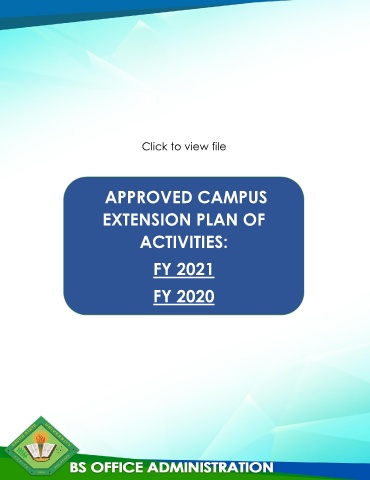 Click to view file
APPROVED CAMPUS
EXTENSION PLAN OF
ACTIVITIES:
FY 2021
FY 2020
BS OFFICE ADMINISTRATION